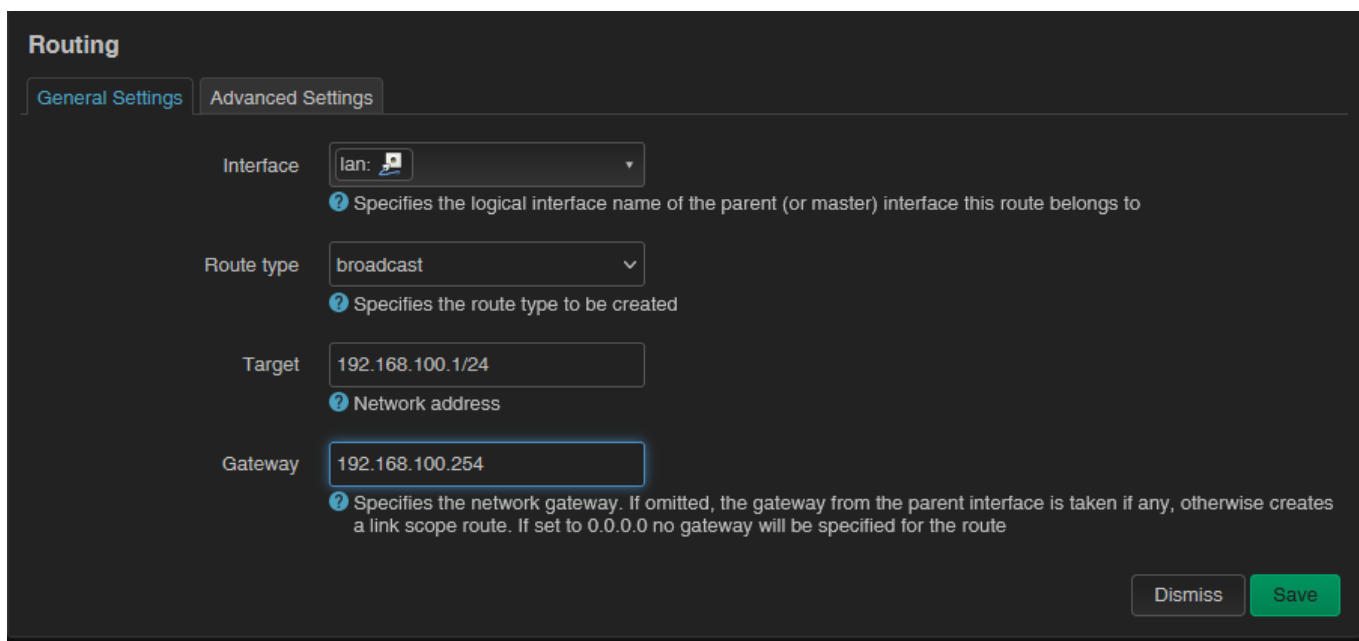 Routing
General Settings
Advanced Settings
Interface
lan:
Specifies the logical interface name of the parent (or master) interface this route belongs to
Route type
broadcast
Specifies the route type to be created
Target
192.168.100.1/24
Network address
Gateway
192.168.100.254
Specifies the network gateway. If omitted, the gateway from the parent interface is taken if any, otherwise creates
a link scope route. If set to 0.0.0.0 no gateway will be specified for the route
Dismiss
Save